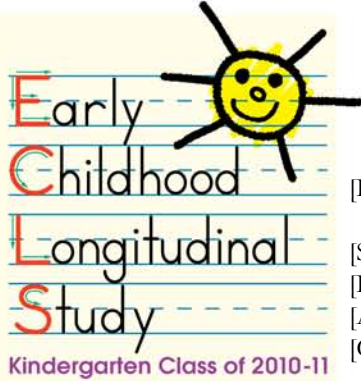 Early
Childhood
[
Longitudinal
[S
[
Study
[A
[
Kindergarten Class of 2010-11